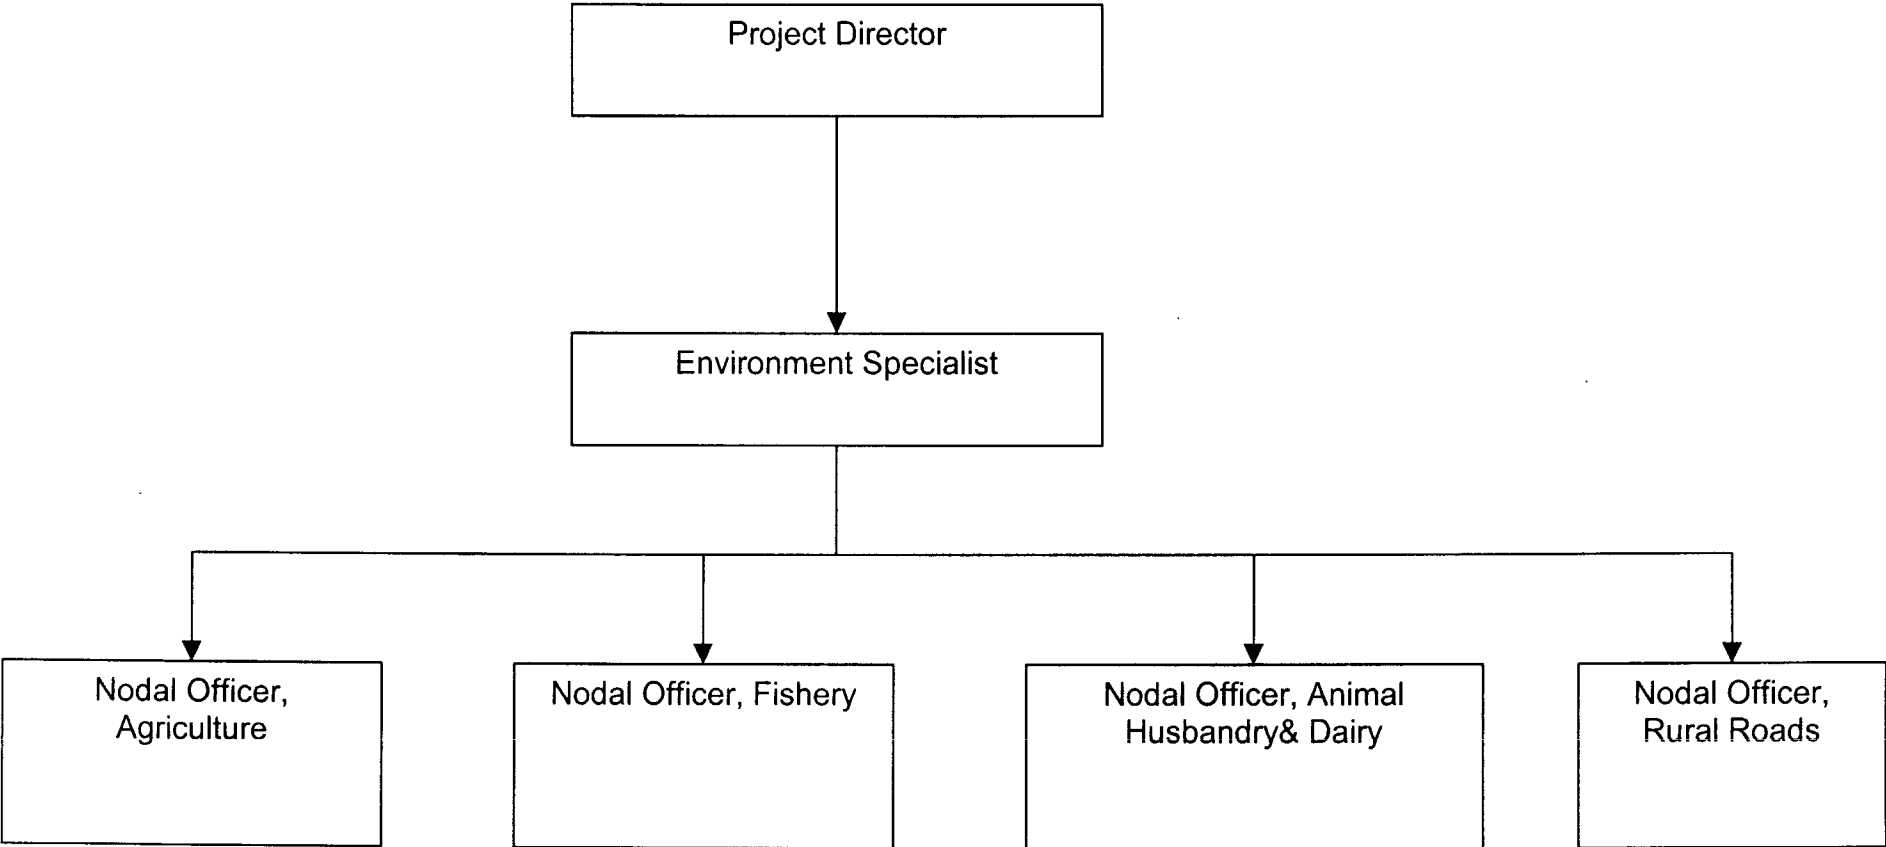 Project Director
Environment Specialist
Nodal Officer,
Agriculture
Nodal Officer, Fishery
Nodal Officer, Animal
Husbandry& Dairy
Nodal Officer,
Rural Roads